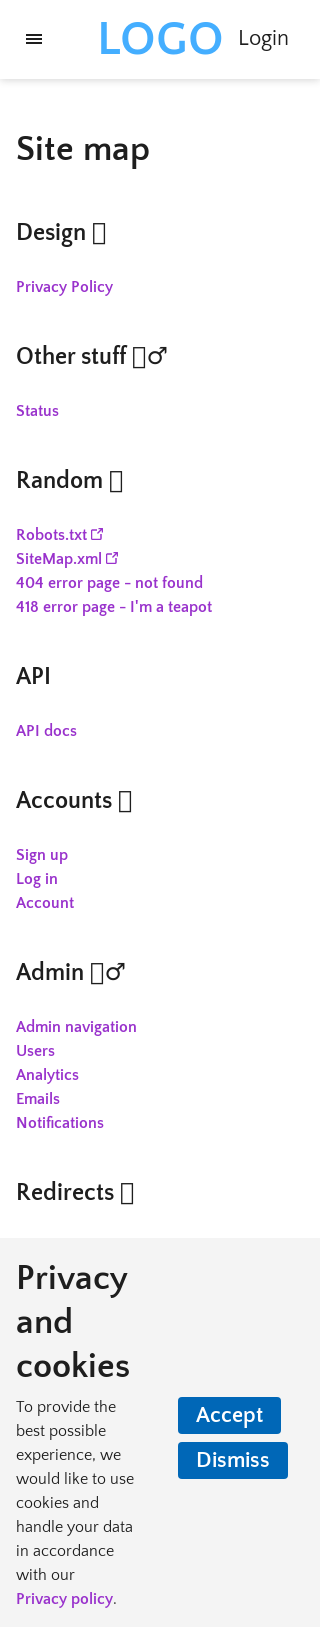 LOGO Login
Site map
Design
Privacy Policy
Other stuff ♂
Status
Random
Robots.txt
SiteMap.xml
404 error page - not found
418 error page - I'm a teapot
API
API docs
Accounts
Sign up
Log in
Account
Admin ♂
Admin navigation
Users
Analytics
Emails
Notifications
Redirects
Privacy
and
cookies
To provide the
best possible
experience, we
would like to use
cookies and
handle your data
in accordance
with our
Privacy policy.
Accept
Dismiss